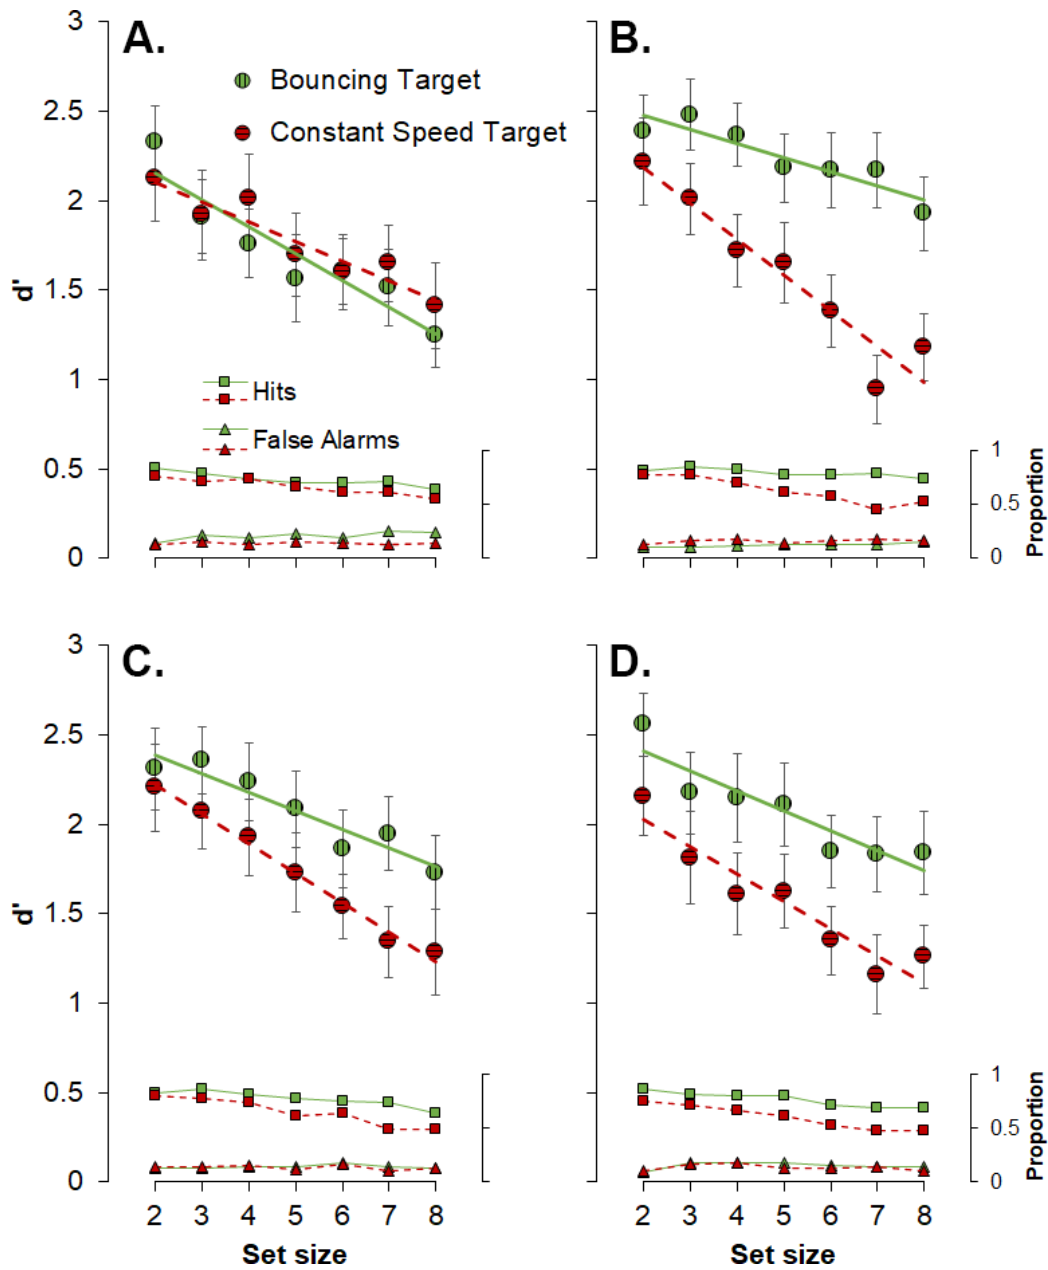 A.
B.
3
2.5
2
1.5
1
0.5
0
d'
Bouncing Target
Constant Speed Target
Hits
False Alarms
1
0.5
0
Proportion
C.
D.
3
2.5
2
1.5
1
0.5
0
d'
1
0.5
0
Proportion
2 3 4 5 6 7 8
2 3 4 5 6 7 8
Set size
Set size